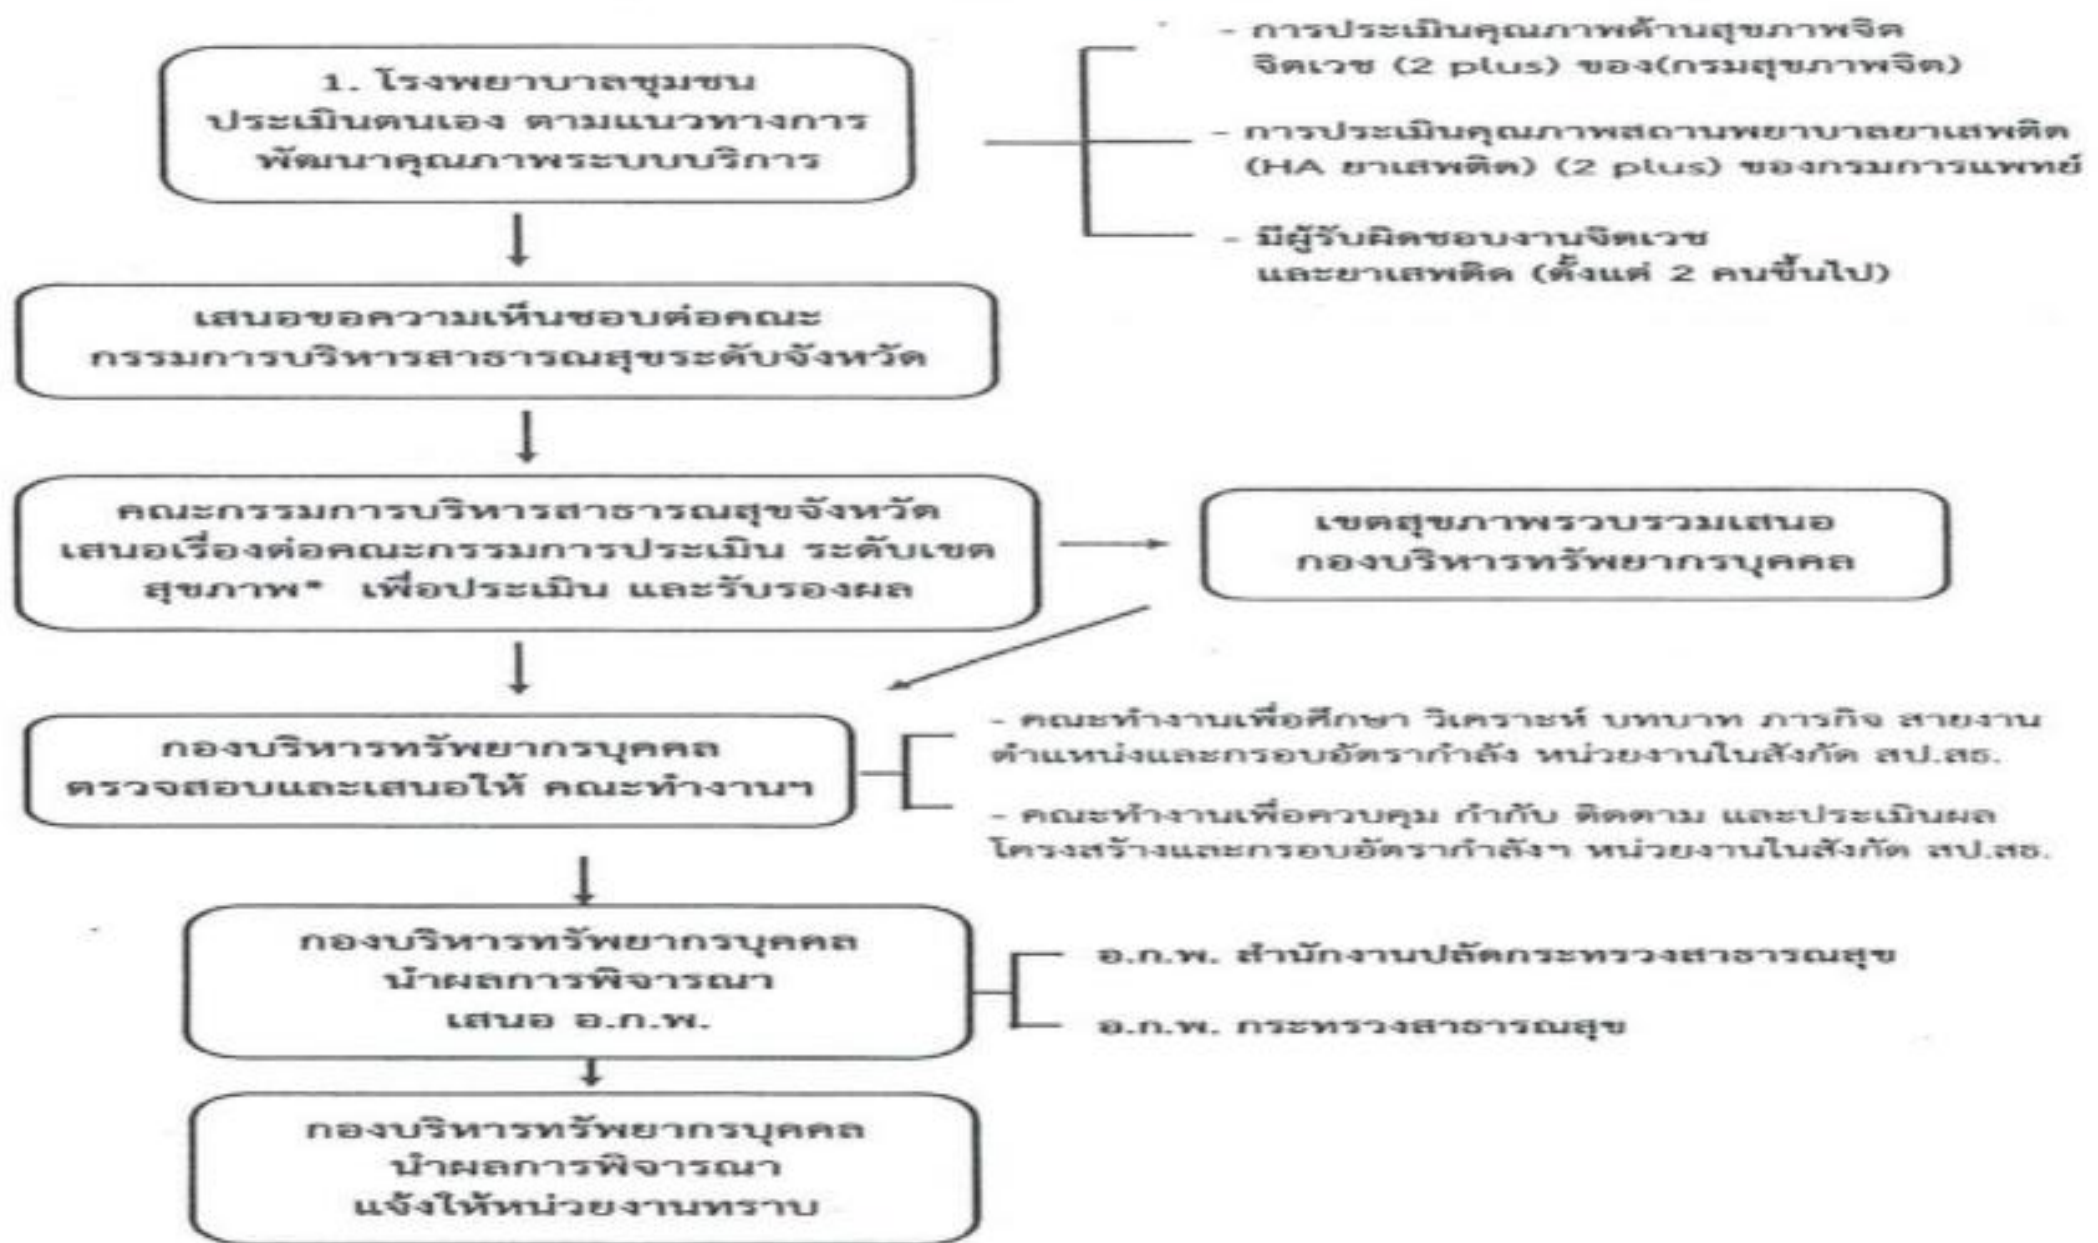 1. โรงพยาบาลชุมชน
ประเมินตนเอง ตามแนวทางการ
พัฒนาคุณภาพระบบบริการ
- การประเมินคุณภาพด้านสุขภาพจิต
จิตเวช (2 plus) ของ(กรมสุขภาพจิต)
- การประเมินคุณภาพสถานพยาบาลยาเสพติด
(HA ยาเสพติด) (2 plus) ของกรมการแพทย์
- มีผู้รับผิดชอบงานจิตเวช
และยาเสพติด (ตั้งแต่ 2 คนขึ้นไป)
เสนอขอความเห็นชอบต่อคณะ
กรรมการบริหารสาธารณสุขระดับจังหวัด
คณะกรรมการบริหารสาธารณสุขจังหวัด
เสนอเรื่องต่อคณะกรรมการประเมิน ระดับเขต
สุขภาพ* เพื่อประเมิน และรับรองผล
เขตสุขภาพรวบรวมเสนอ
กองบริหารทรัพยากรบุคคล
กองบริหารทรัพยากรบุคคล
ตรวจสอบและเสนอให้ คณะทำงานฯ
- คณะทำงานเพื่อศึกษา วิเคราะห์ บทบาท ภารกิจ สายงาน
ตำแหน่งและกรอบอัตรากำลัง หน่วยงานในสังกัด สป.สธ.
- คณะทำงานเพื่อควบคุม กำกับ ติดตาม และประเมินผล
โครงสร้างและกรอบอัตรากำลังฯ หน่วยงานในสังกัด สป.สธ.
กองบริหารทรัพยากรบุคคล
นำผลการพิจารณา
เสนอ อ.ก.พ.
อ.ก.พ. สำนักงานปลัดกระทรวงสาธารณสุข
อ.ก.พ. กระทรวงสาธารณสุข
กองบริหารทรัพยากรบุคคล
นำผลการพิจารณา
แจ้งให้หน่วยงานทราบ